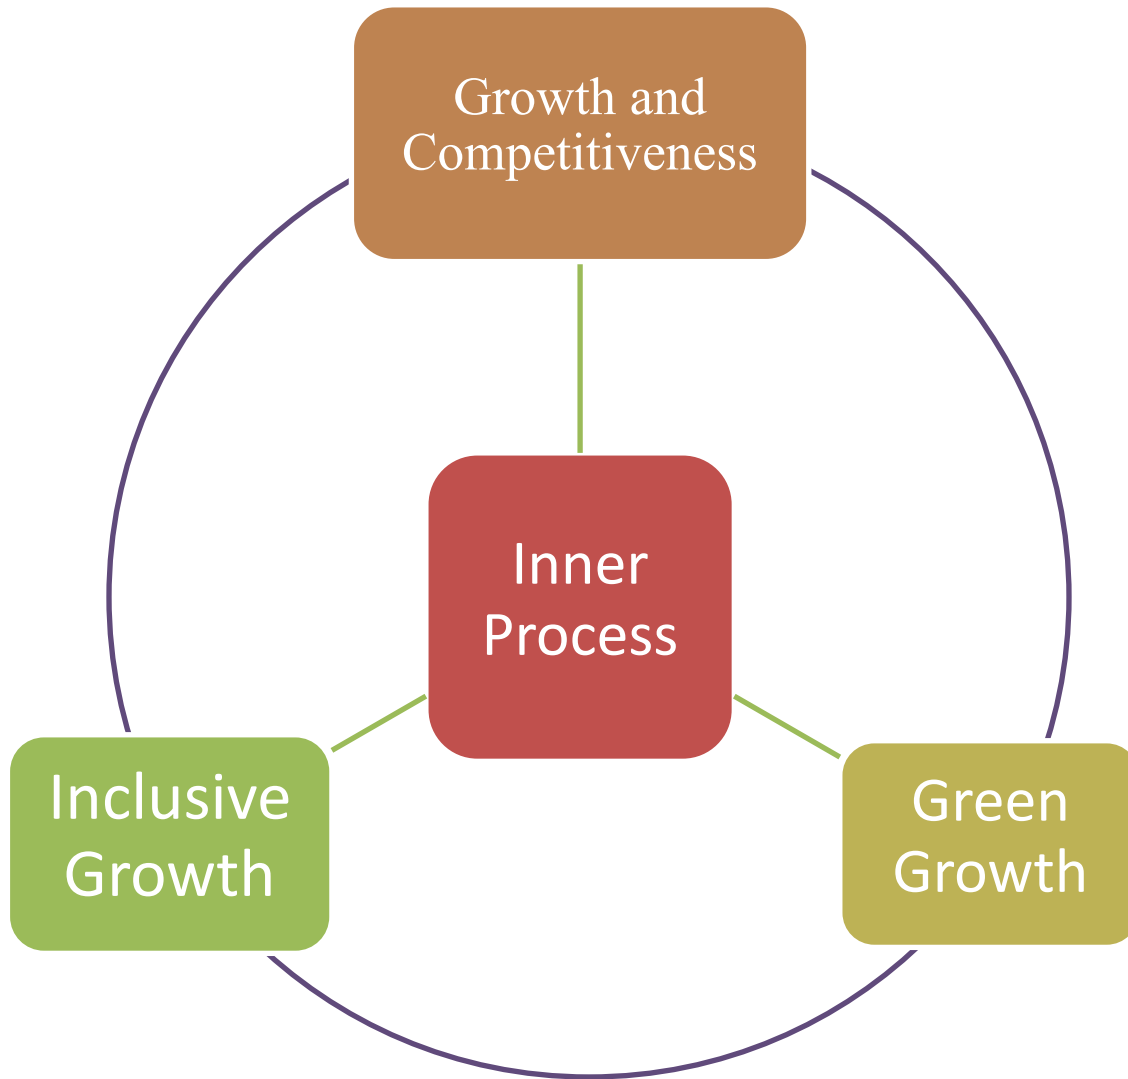 Growth and
Competitiveness
Inner
Process
Inclusive
Growth
Green
Growth